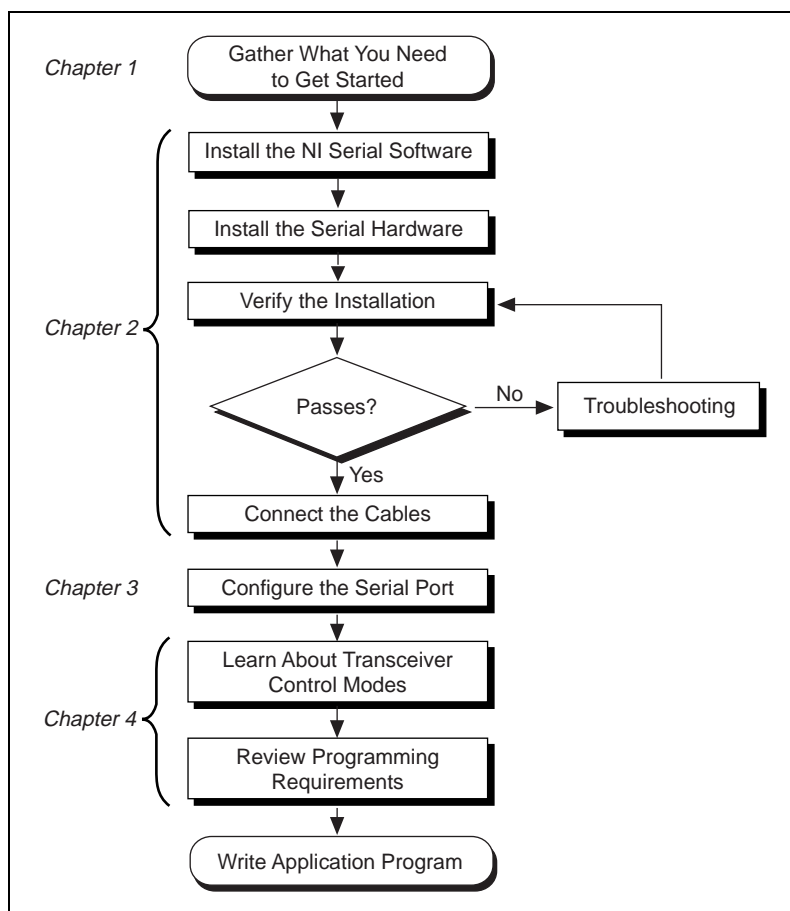 Chapter 1
Gather What You Need
to Get Started
Install the NI Serial Software
Install the Serial Hardware
Verify the Installation
Chapter 2
Passes?
No
Troubleshooting
Yes
Connect the Cables
Chapter 3
Configure the Serial Port
Learn About Transceiver
Control Modes
Chapter 4
Review Programming
Requirements
Write Application Program